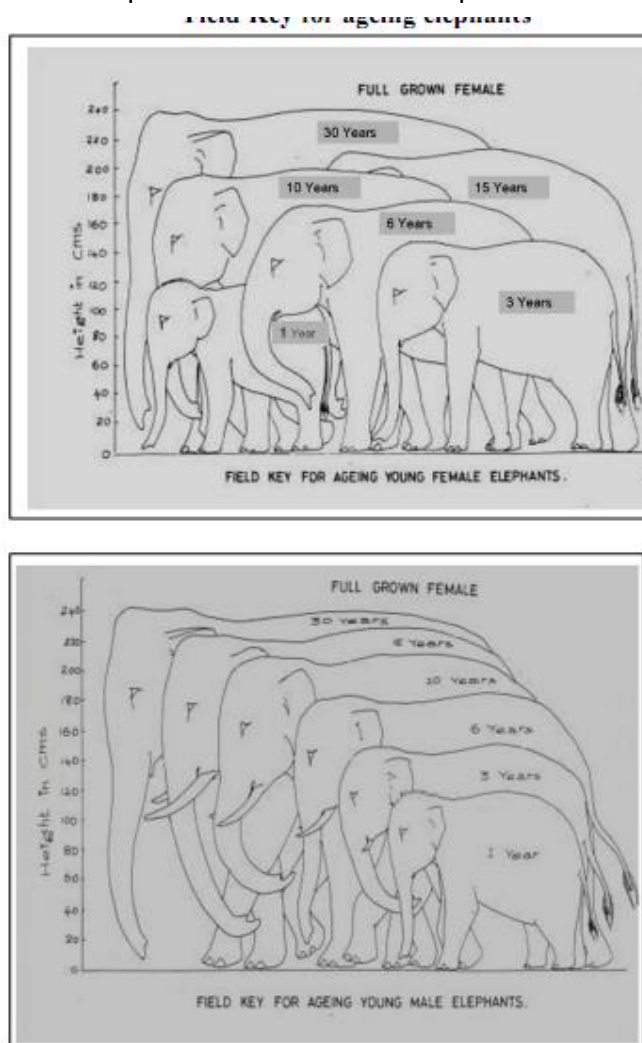 Field Key for ageing elephants
FULL GROWN FEMALE
240
220
200
180
160
140
120
100
80
60
40
20
0
Height in cms
30 Years
10 Years
15 Years
6 Years
3 Years
1 Year
FIELD KEY FOR AGEING YOUNG FEMALE ELEPHANTS.
FULL GROWN FEMALE
240
220
200
180
160
140
120
100
80
60
40
20
0
Height in cms
30 Years
Years
10 Years
6 Years
3 Years
1 Year
FIELD KEY FOR AGEING YOUNG MALE ELEPHANTS.